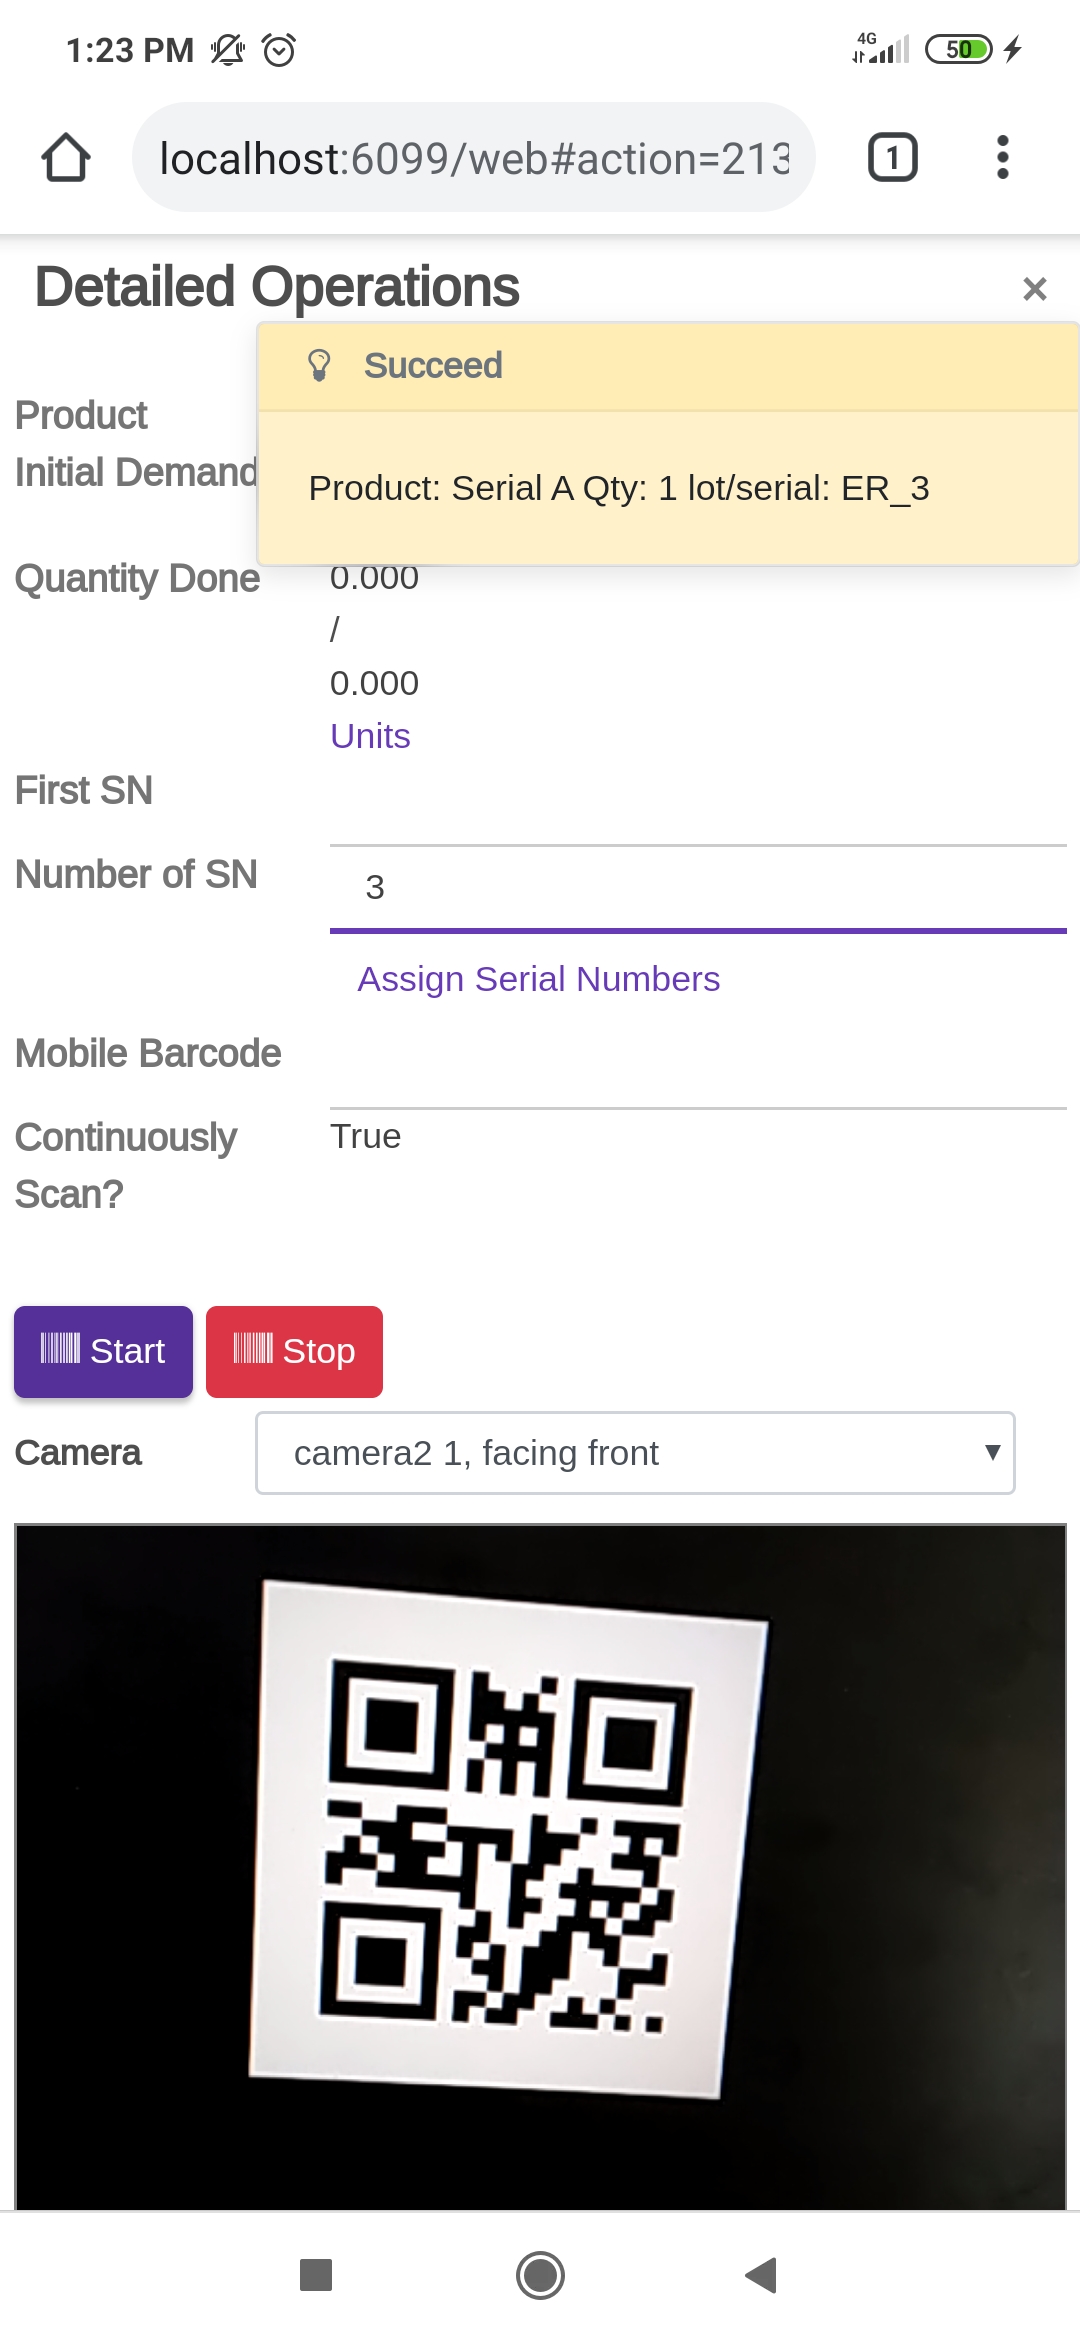 1:23 PM
4G
50
localhost:6099/web#action=213
1
Detailed Operations
×
Succeed
Product: Serial A Qty: 1 lot/serial: ER_3
Product
Initial Demand
Quantity Done
0.000
/
0.000
Units
First SN
Number of SN
3
Assign Serial Numbers
Mobile Barcode
Continuously
Scan?
True
Start
Stop
Camera
camera2 1, facing front